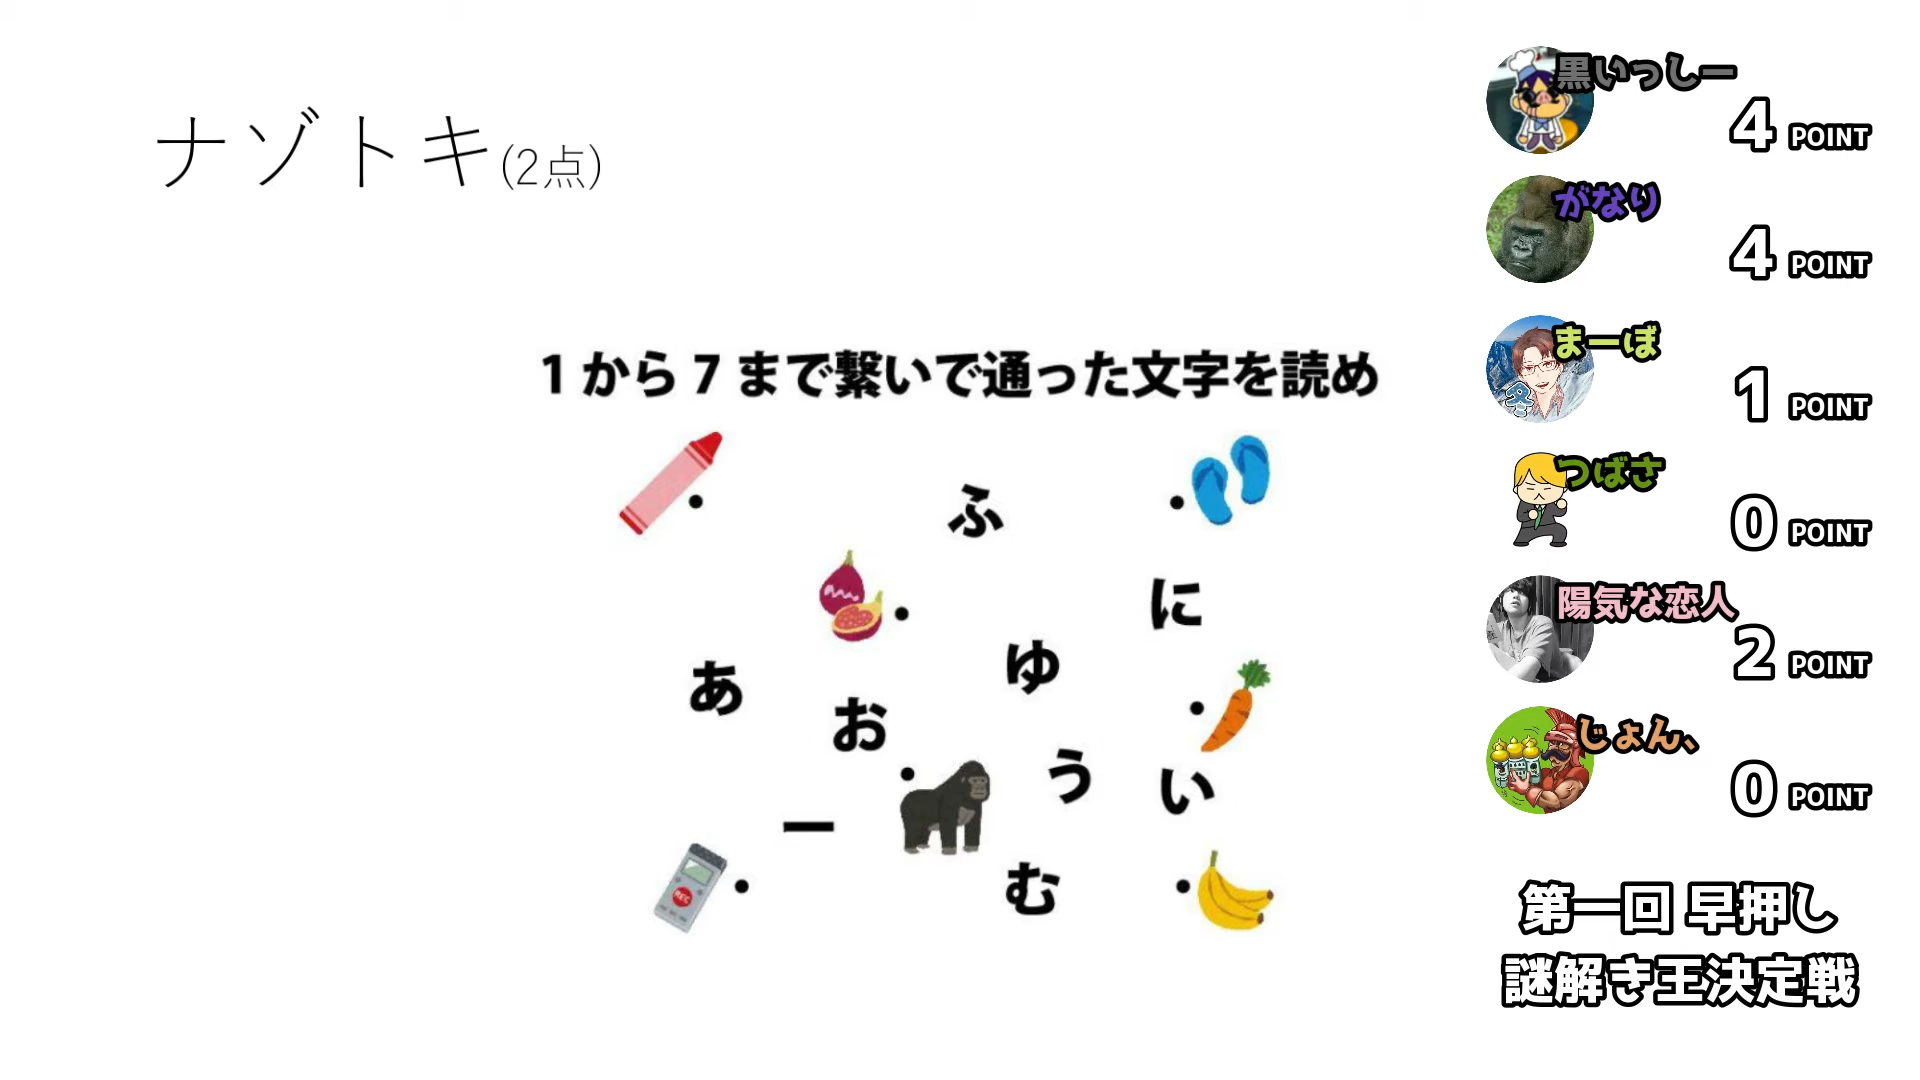 ナゾトキ(2点)
1から7まで繋いで通った文字を読め
ふ
に
ゆ
あ
お
う
い
ー
む
REC
黒いっしー
4 POINT
がなり
4 POINT
まーぼ
冬
1 POINT
つばさ
0 POINT
陽気な恋人
2 POINT
じょん、
0 POINT
第一回 早押し
謎解き王決定戦